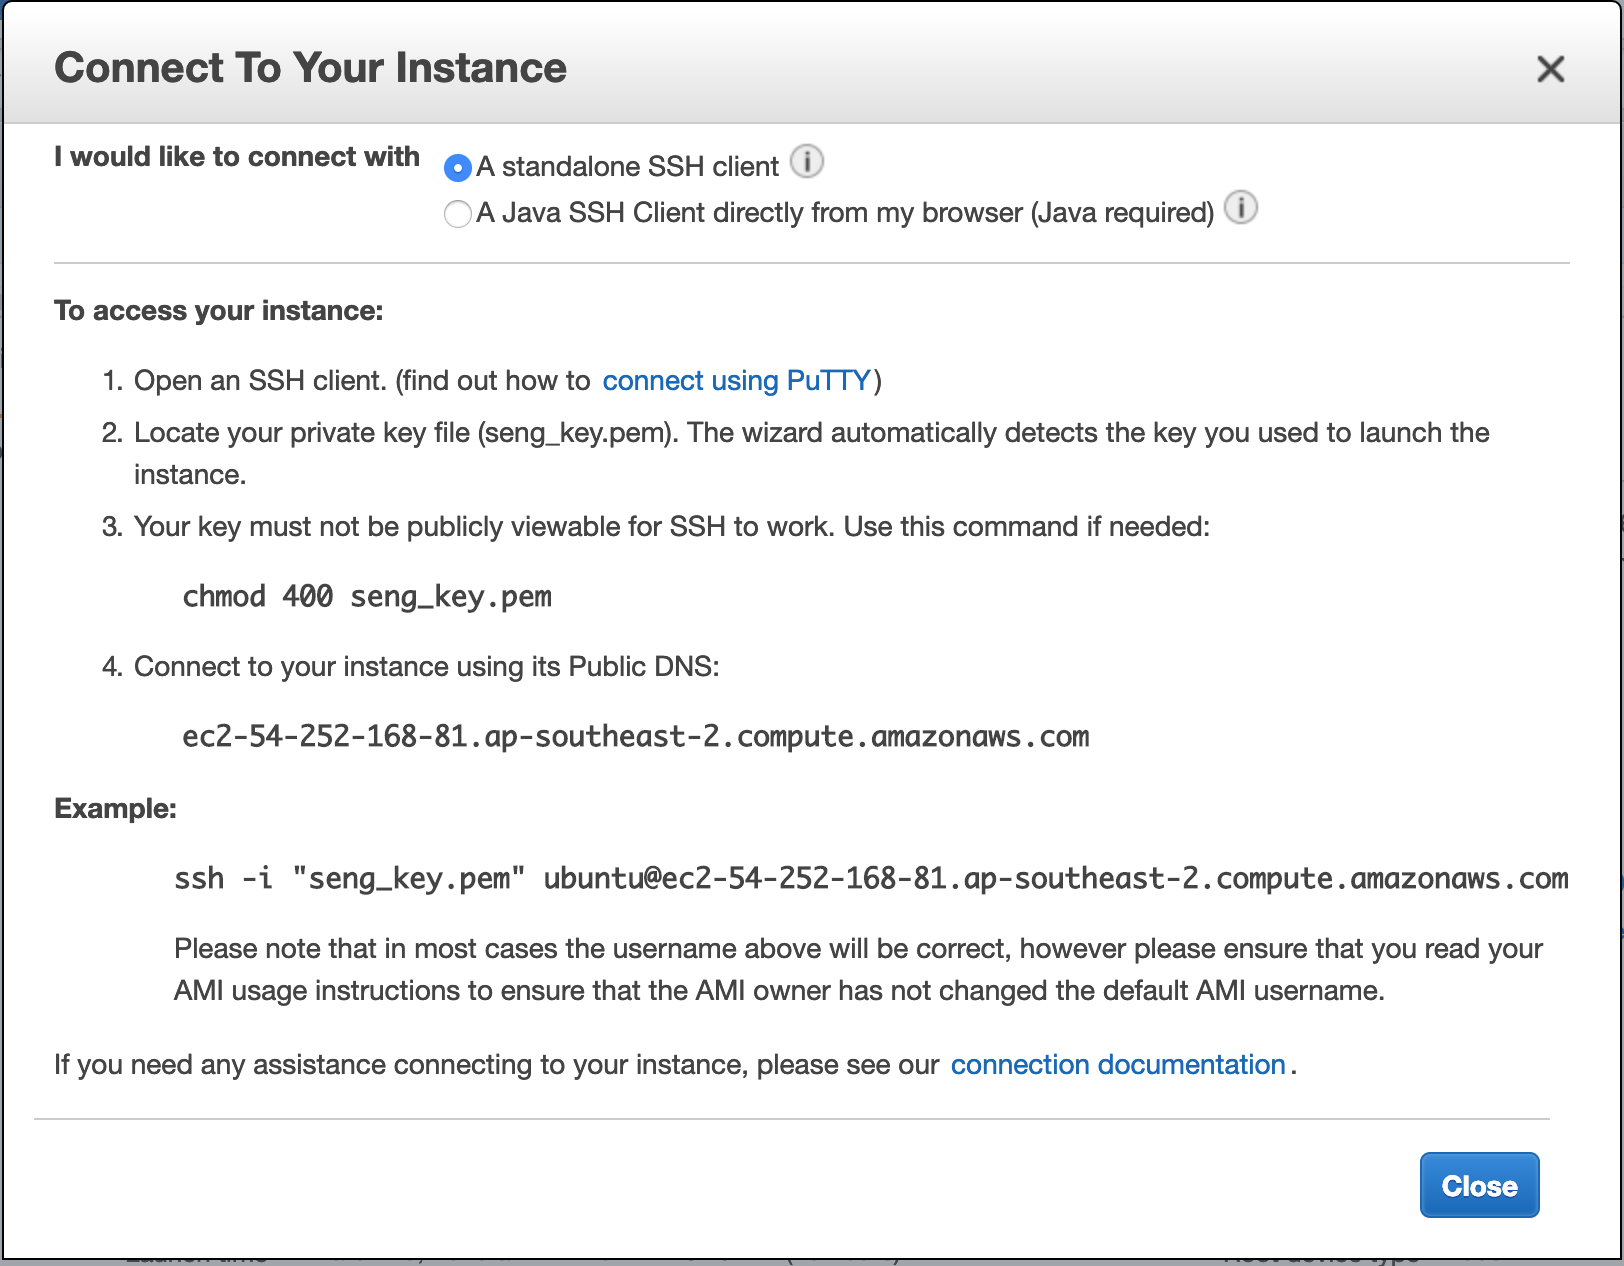 Connect To Your Instance
I would like to connect with
A standalone SSH client
A Java SSH Client directly from my browser (Java required)
To access your instance:
1. Open an SSH client. (find out how to connect using PuTTY)
2. Locate your private key file (seng_key.pem). The wizard automatically detects the key you used to launch the
instance.
3. Your key must not be publicly viewable for SSH to work. Use this command if needed:
chmod 400 seng_key.pem
4. Connect to your instance using its Public DNS:
ec2-54-252-168-81.ap-southeast-2.compute.amazonaws.com
Example:
ssh -i "seng_key.pem" ubuntu@ec2-54-252-168-81.ap-southeast-2.compute.amazonaws.com
Please note that in most cases the username above will be correct, however please ensure that you read your
AMI usage instructions to ensure that the AMI owner has not changed the default AMI username.
If you need any assistance connecting to your instance, please see our connection documentation.
Close